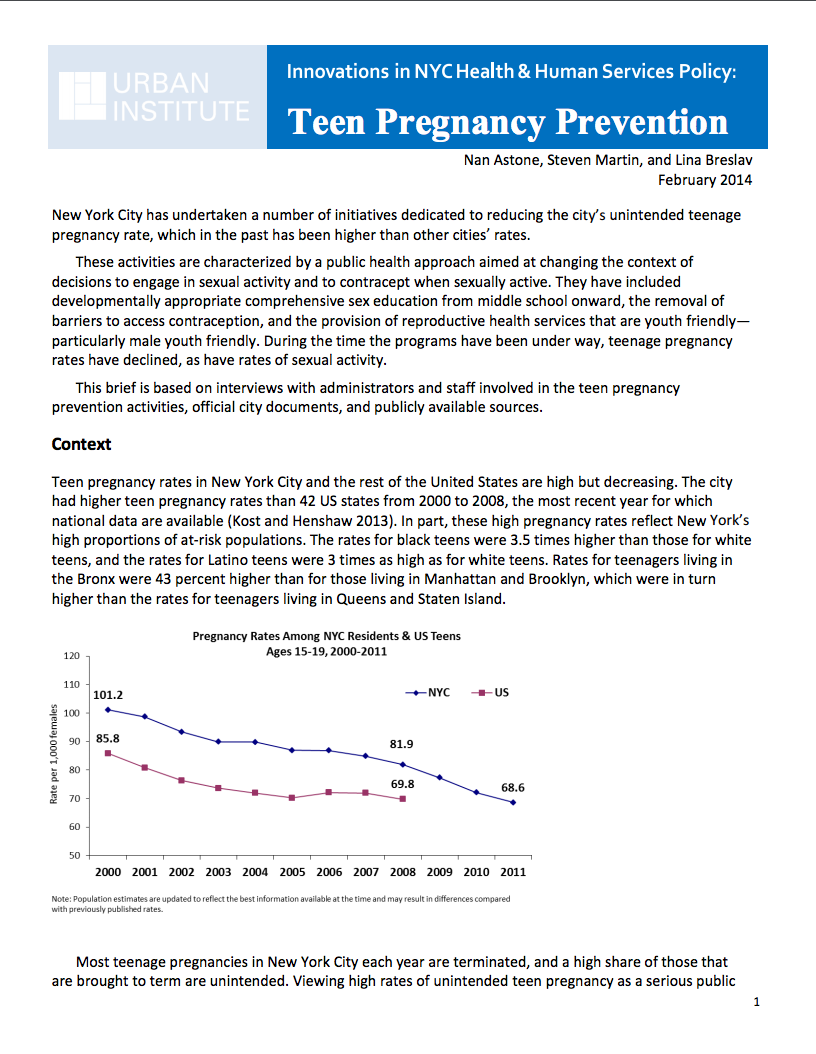 URBAN
INSTITUTE
Innovations in NYC Health & Human Services Policy:
Teen Pregnancy Prevention
Nan Astone, Steven Martin, and Lina Breslav
February 2014
New York City has undertaken a number of initiatives dedicated to reducing the city’s unintended teenage
pregnancy rate, which in the past has been higher than other cities’ rates.
These activities are characterized by a public health approach aimed at changing the context of
decisions to engage in sexual activity and to contracept when sexually active. They have included
developmentally appropriate comprehensive sex education from middle school onward, the removal of
barriers to access contraception, and the provision of reproductive health services that are youth friendly—
particularly male youth friendly. During the time the programs have been under way, teenage pregnancy
rates have declined, as have rates of sexual activity.
This brief is based on interviews with administrators and staff involved in the teen pregnancy
prevention activities, official city documents, and publicly available sources.
Context
Teen pregnancy rates in New York City and the rest of the United States are high but decreasing. The city
had higher teen pregnancy rates than 42 US states from 2000 to 2008, the most recent year for which
national data are available (Kost and Henshaw 2013). In part, these high pregnancy rates reflect New York’s
high proportions of at-risk populations. The rates for black teens were 3.5 times higher than those for white
teens, and the rates for Latino teens were 3 times as high as for white teens. Rates for teenagers living in
the Bronx were 43 percent higher than for those living in Manhattan and Brooklyn, which were in turn
higher than the rates for teenagers living in Queens and Staten Island.
Pregnancy Rates Among NYC Residents & US Teens
Ages 15-19, 2000-2011
Rate per 1,000 females
120
110
100
90
80
70
60
50
NYC
US
101.2
85.8
81.9
69.8
68.6
2000 2001 2002 2003 2004 2005 2006 2007 2008 2009 2010 2011
Note: Population estimates are updated to reflect the best information available at the time and may result in differences compared
with previously published rates.
Most teenage pregnancies in New York City each year are terminated, and a high share of those that
are brought to term are unintended. Viewing high rates of unintended teen pregnancy as a serious public
1